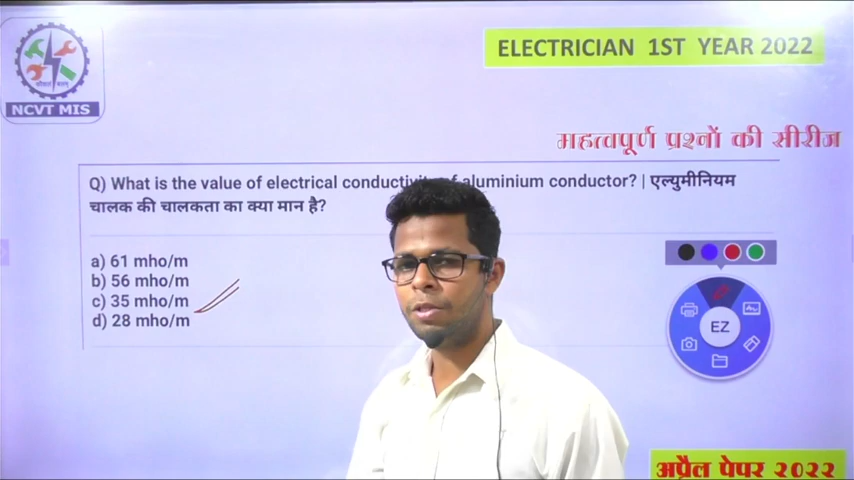 ELECTRICIAN 1ST YEAR 2022
NCVT MIS
महत्वपूर्ण प्रश्नों की सीरीज
Q) What is the value of electrical conductivity of aluminium conductor? | एल्युमीनियम
चालक की चालकता का क्या मान है?
a) 61 mho/m
b) 56 mho/m
c) 35 mho/m
d) 28 mho/m
EZ
अप्रैल पेपर २०२२